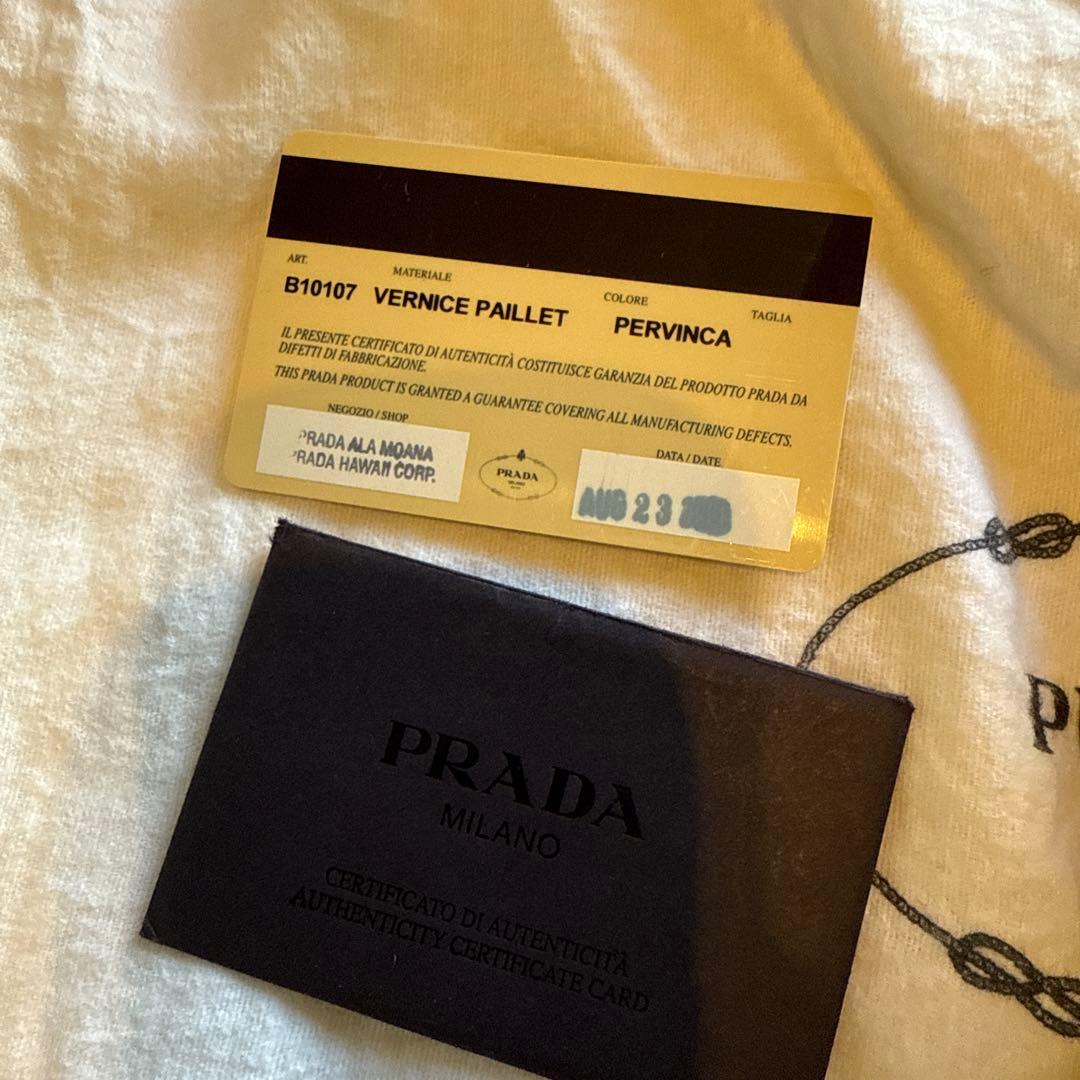 ART.
MATERIALE
COLORE
TAGLIA
B10107 VERNICE PAILLET PERVINCA
IL PRESENTE CERTIFICATO DI AUTENTICITÀ COSTITUISCE GARANZIA DEL PRODOTTO PRADA DA
DIFETTI DI FABBRICAZIONE.
THIS PRADA PRODUCT IS GRANTED A GUARANTEE COVERING ALL MANUFACTURING DEFECTS.
NEGOZIO / SHOP
PRADA ALA MOANA
PRADA HAWAII CORP.
PRADA
MILANO
DATA / DATE
AUG 23
PRADA
MILANO
CERTIFICATO DI AUTENTICITÀ
AUTHENTICITY CERTIFICATE CARD